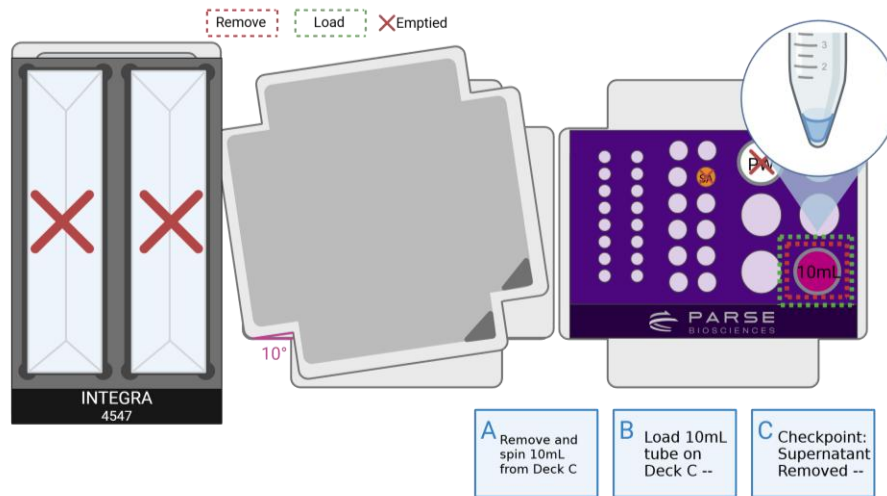 Remove
Load
Emptied
3
2
PW
SA
10mL
PARSE
BIOSCIENCES
10°
INTEGRA
4547
A
Remove and
spin 10mL
from Deck C
B
Load 10mL
tube on
Deck C --
C
Checkpoint:
Supernatant
Removed --